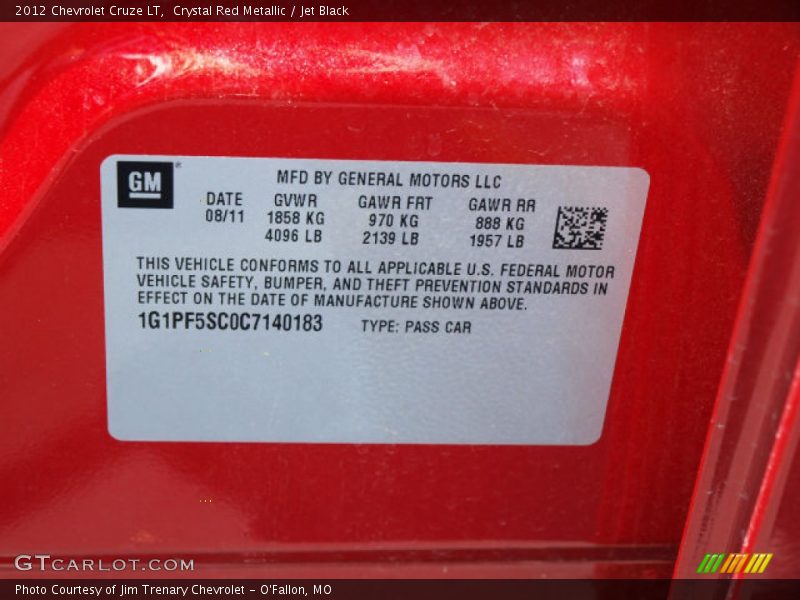 2012 Chevrolet Cruze LT,  Crystal Red Metallic / Jet Black
GM
MFD BY GENERAL MOTORS LLC
DATE GVWR GAWR FRT GAWR RR
08/11 1858 KG 970 KG 888 KG
4096 LB 2139 LB 1957 LB
THIS VEHICLE CONFORMS TO ALL APPLICABLE U.S. FEDERAL MOTOR
VEHICLE SAFETY, BUMPER, AND THEFT PREVENTION STANDARDS IN
EFFECT ON THE DATE OF MANUFACTURE SHOWN ABOVE.
1G1PF5SC0C7140183 TYPE: PASS CAR
GTCARLOT.COM
Photo Courtesy of Jim Trenary Chevrolet - O'Fallon, MO